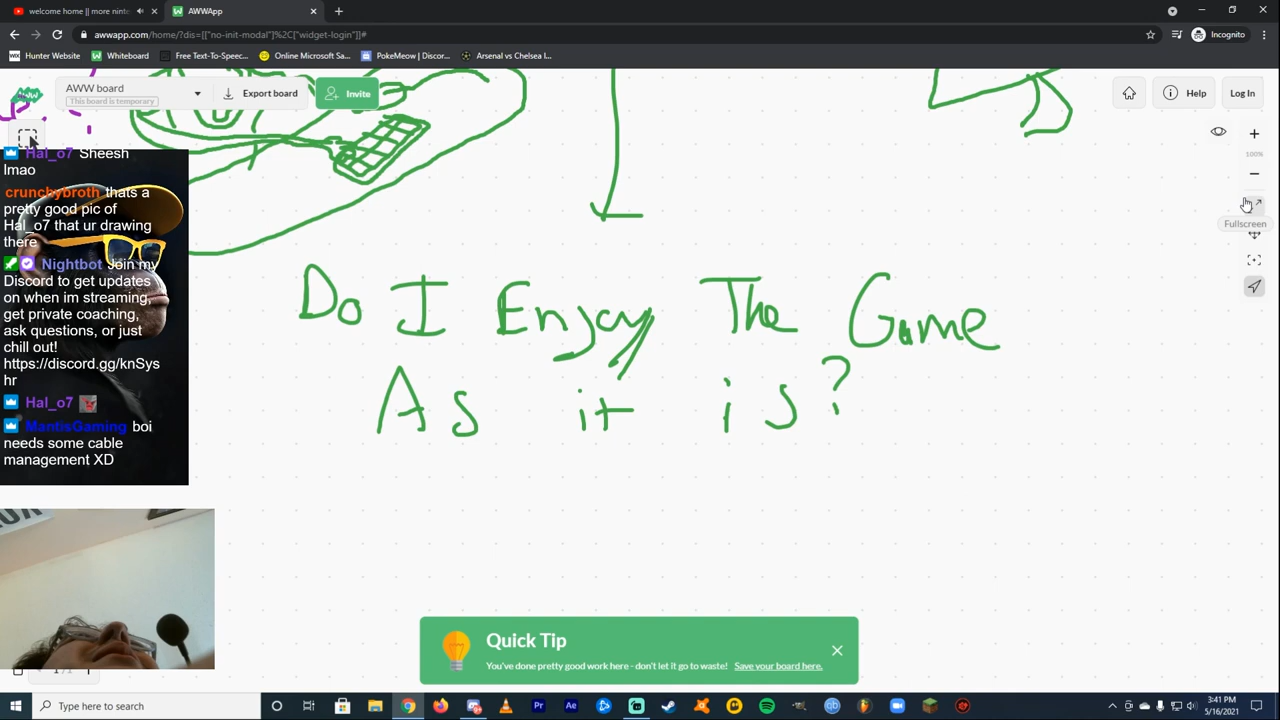 welcome home || more ninte
AWWApp
awwapp.com/home/?dis=[["no-init-modal"]%2C["widget-login"]]#
Incognito
Hunter Website
Whiteboard
Free Text-To-Speec...
Online Microsoft Sa...
PokeMeow | Discor...
Arsenal vs Chelsea l...
AWW board
This board is temporary
Export board
Invite
Help
Log In
100%
Fullscreen
Hal_o7 Sheesh
lmao
crunchybroth thats a
pretty good pic of
Hal_o7 that ur drawing
there
Nightbot Join my
Discord to get updates
on when im streaming,
get private coaching,
ask questions, or just
chill out!
https://discord.gg/knSys
hr
Hal_o7
MantisGaming boi
needs some cable
management XD
Do I Enjoy The Game
As it is?
Quick Tip
You've done pretty good work here - don't let it go to waste! Save your board here.
1 / 1
Type here to search
3:41 PM
5/16/2021